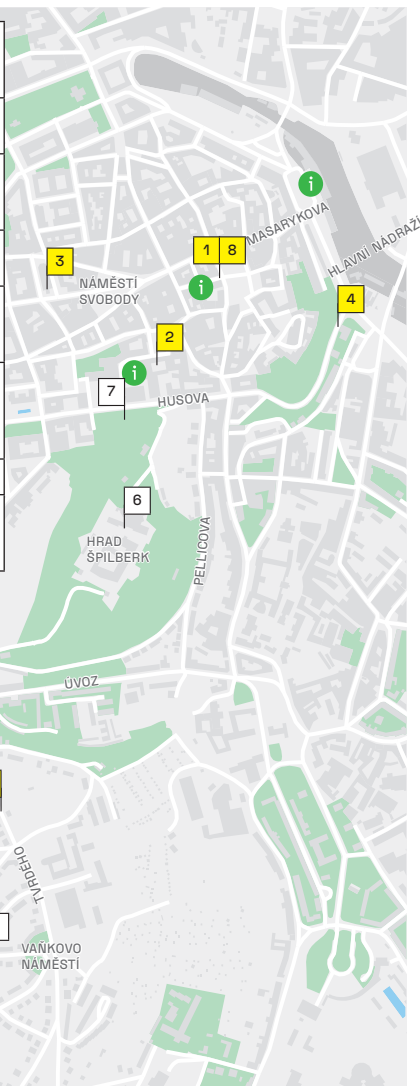 i
MASARYKOVA
HLAVNÍ NÁDRAŽÍ
1 8
3
NÁMĚSTÍ
SVOBODY
i
4
2
i
7
HUSOVA
6
HRAD
ŠPILBERK
PELLICOVA
ÚVOZ
TVRDÉHO
VAŇKOVO
NÁMĚSTÍ